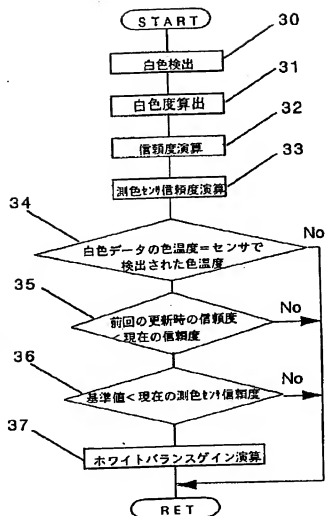 START
30
白色検出
31
白色度算出
32
信頼度演算
33
測色センサ信頼度演算
34
No
白色データの色温度=センサで
検出された色温度
35
No
前回の更新時の信頼度
<現在の信頼度
36
No
基準値<現在の測色センサ信頼度
37
ホワイトバランスゲイン演算
RET